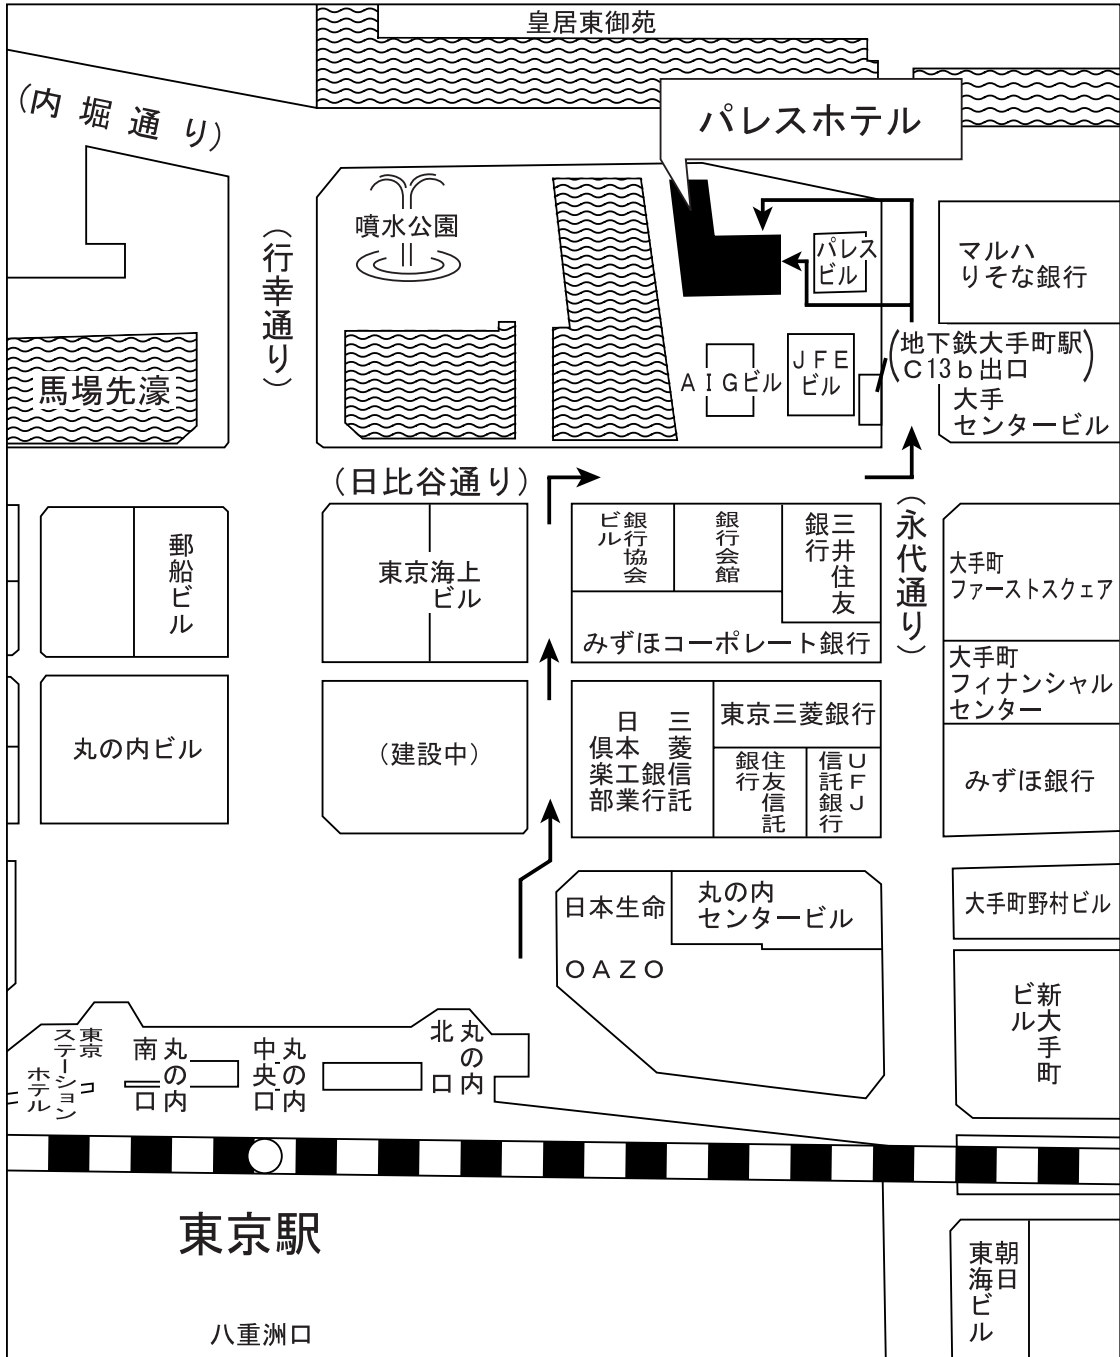 皇居東御苑
(内堀通り)
パレスホテル
噴水公園
(行幸通り)
パレス
ビル
マルハ
りそな銀行
(地下鉄大手町駅
C13b出口)
馬場先濠
AIGビル
JFE
ビル
大手
センタービル
(日比谷通り)
(永代通り)
郵船ビル
東京海上
ビル
銀行協会
ビル
銀行会館
三井住友
銀行
大手町
ファーストスクェア
みずほコーポレート銀行
大手町
フィナンシャル
センター
丸の内ビル
(建設中)
日本工業
倶楽部
三菱信託
銀行
東京三菱銀行
住友信託
銀行
UFJ
信託銀行
みずほ銀行
日本生命
丸の内
センタービル
大手町野村ビル
OAZO
新大手町
ビル
東京
ステーション
ホテル
丸の内
南口
丸の内
中央口
丸の内
北口
東京駅
朝日
東海ビル
八重洲口